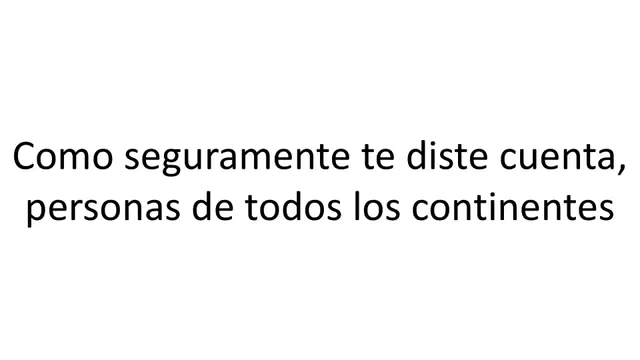 Como seguramente te diste cuenta,
personas de todos los continentes